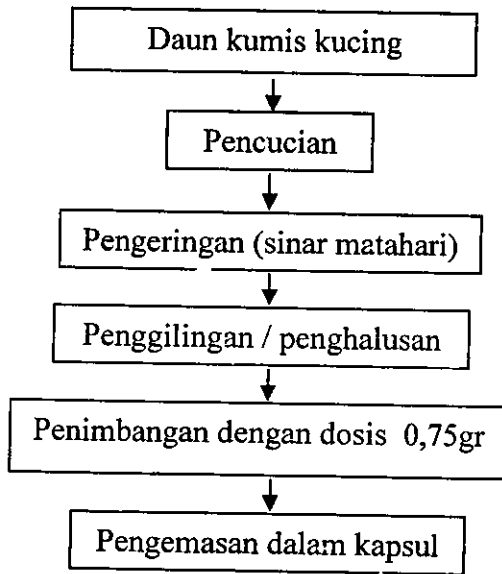 Daun kumis kucing
Pencucian
Pengeringan (sinar matahari)
Penggilingan / penghalusan
Penimbangan dengan dosis 0,75gr
Pengemasan dalam kapsul